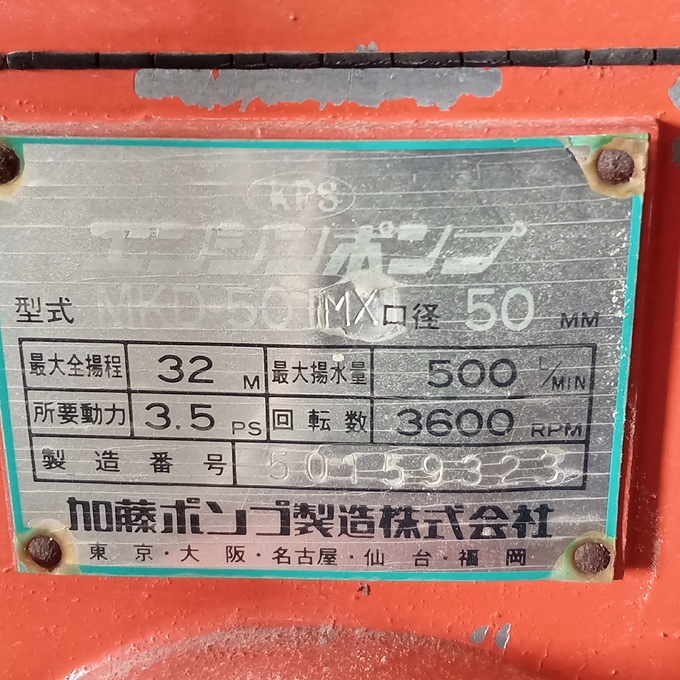 KPS
エンジンポンプ
型式 MKD-50 MX 口径 50 MM
最大全揚程 32 M 最大揚水量 500 L/MIN
所要動力 3.5 PS 回転数 3600 RPM
製造番号 50159323
加藤ポンプ製造株式会社
東京・大阪・名古屋・仙台・福岡